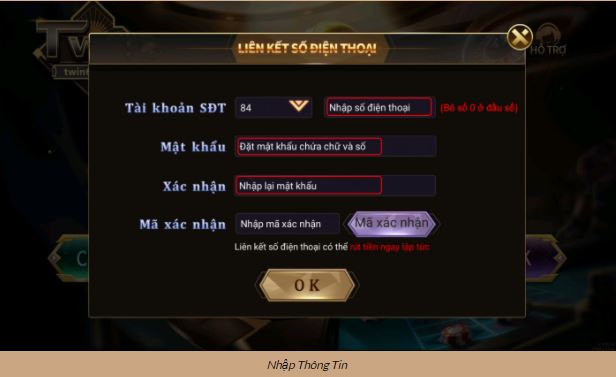 LIÊN KẾT SỐ ĐIỆN THOẠI
HỖ TRỢ
Tài khoản SĐT 84 Nhập số điện thoại (Bỏ số 0 ở đầu số)
Mật khẩu Đặt mật khẩu chứa chữ và số
Xác nhận Nhập lại mật khẩu
Mã xác nhận Nhập mã xác nhận Mã xác nhận
Liên kết số điện thoại có thể rút tiền ngay lập tức
OK
Nhập Thông Tin